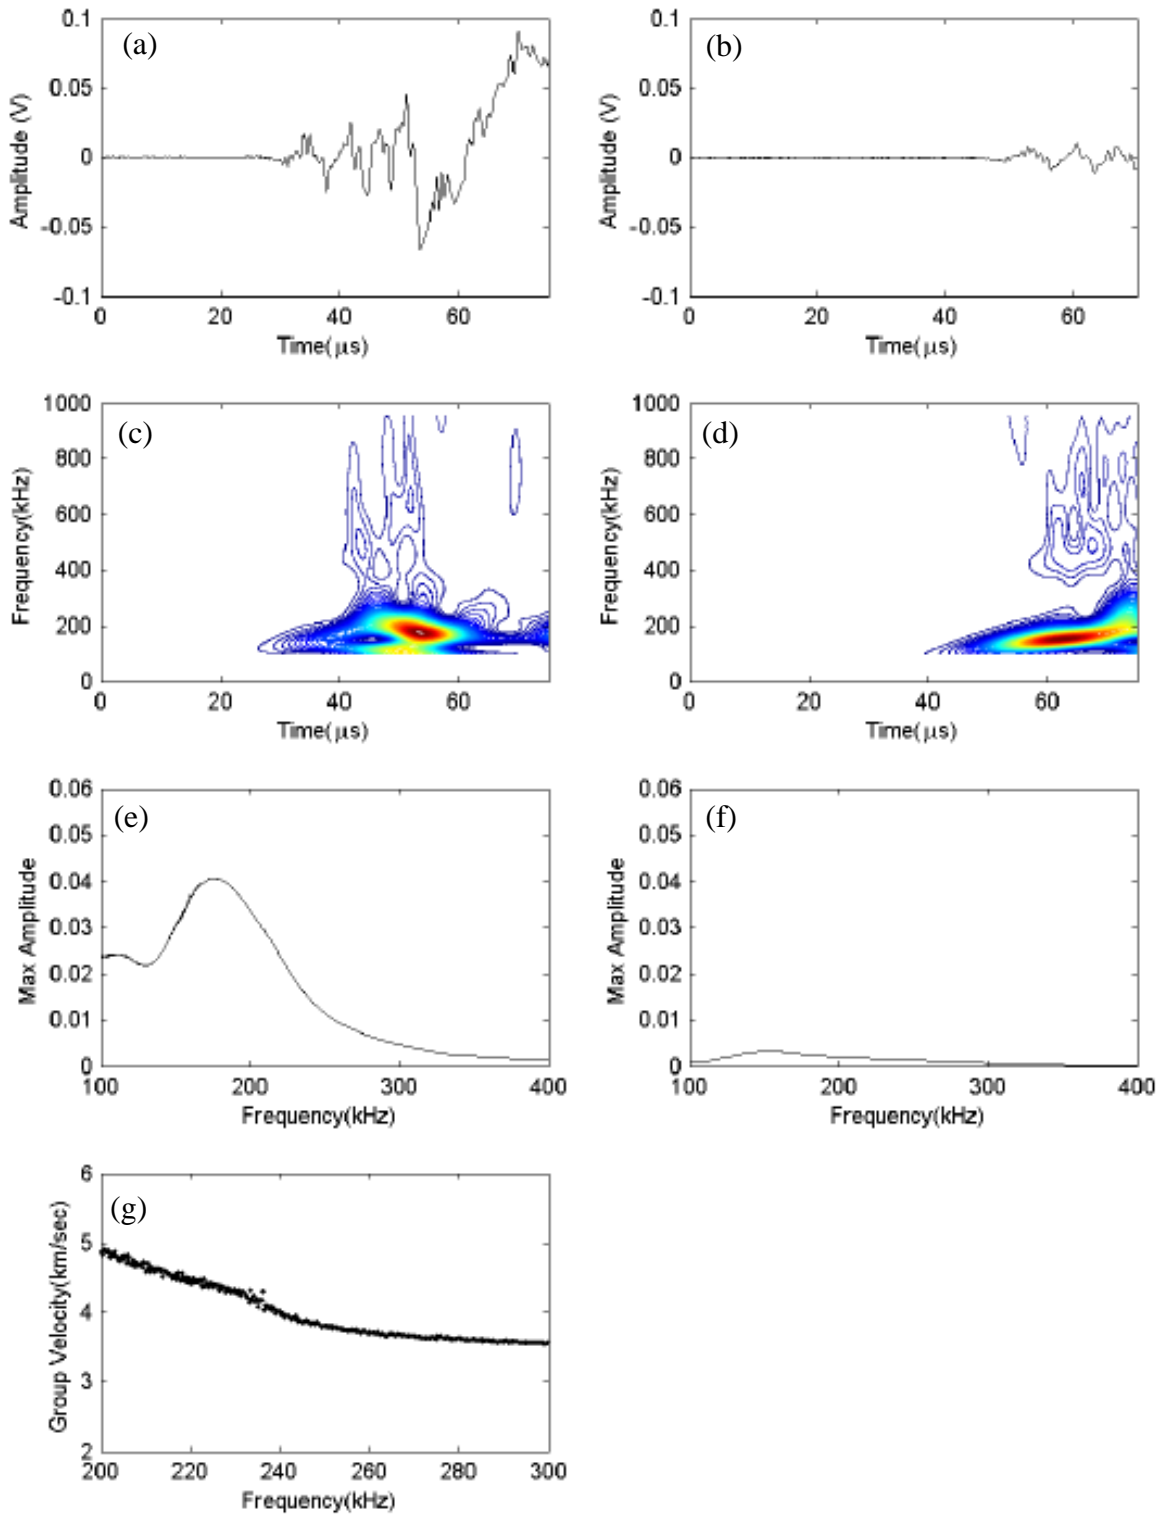 (a)
0.1
0.05
0
-0.05
-0.1
Amplitude (V)
0 20 40 60
Time(μs)
(b)
0.1
0.05
0
-0.05
-0.1
Amplitude (V)
0 20 40 60
Time(μs)
(c)
1000
800
600
400
200
0
Frequency(kHz)
0 20 40 60
Time(μs)
(d)
1000
800
600
400
200
0
Frequency(kHz)
0 20 40 60
Time(μs)
(e)
0.06
0.05
0.04
0.03
0.02
0.01
0
Max Amplitude
100 200 300 400
Frequency(kHz)
(f)
0.06
0.05
0.04
0.03
0.02
0.01
0
Max Amplitude
100 200 300 400
Frequency(kHz)
(g)
6
5
4
3
2
Group Velocity(km/sec)
200 220 240 260 280 300
Frequency(kHz)